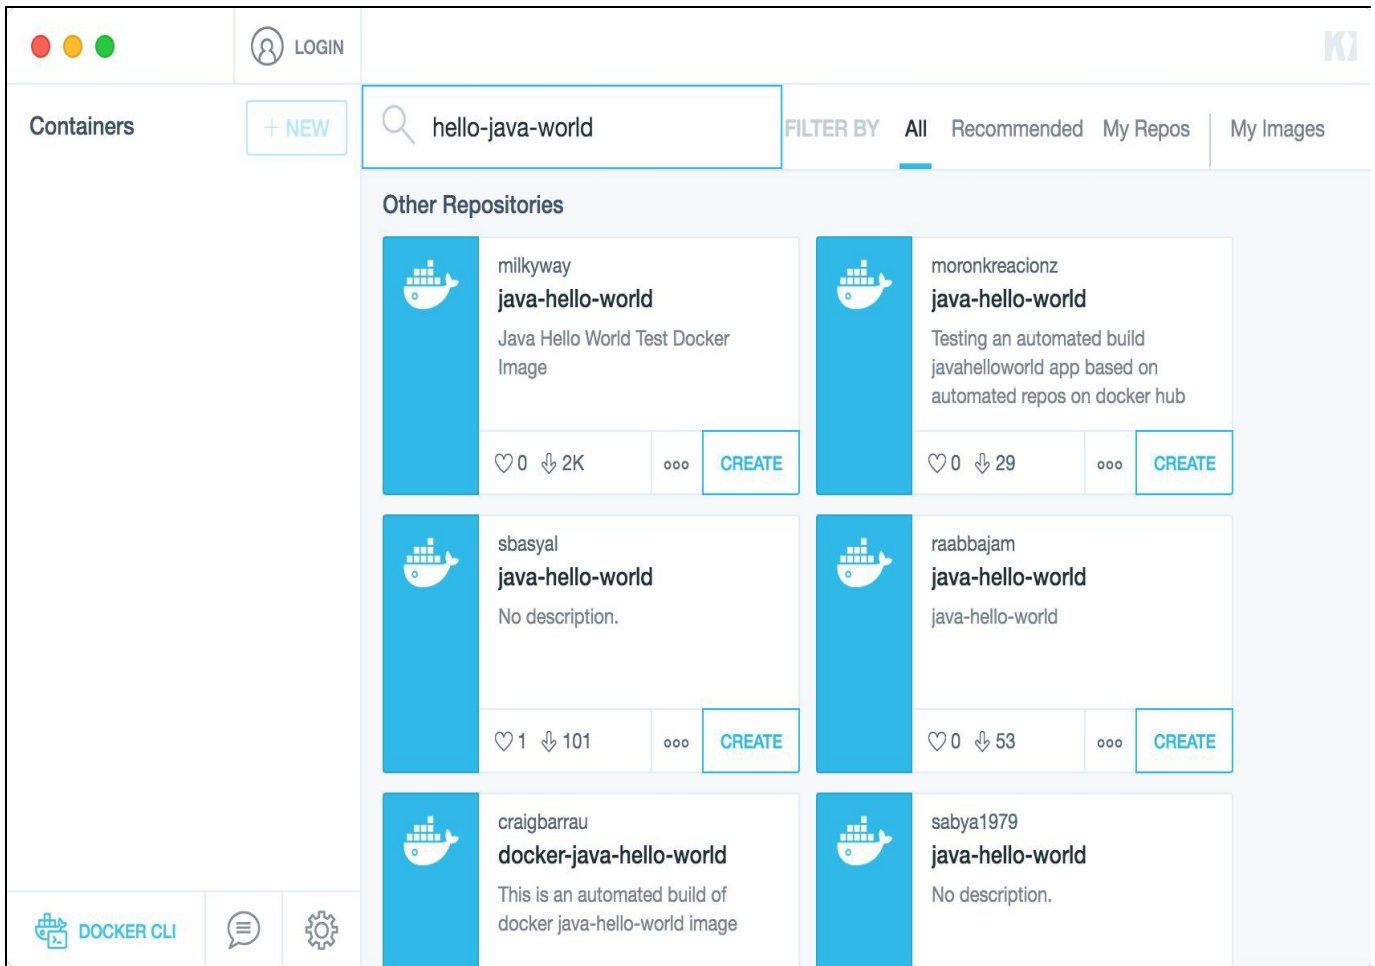 LOGIN
Containers
+ NEW
hello-java-world
FILTER BY All Recommended My Repos My Images
Other Repositories
milkyway
java-hello-world
Java Hello World Test Docker
Image
0 2K
CREATE
moronkreacionz
java-hello-world
Testing an automated build
javahelloworld app based on
automated repos on docker hub
0 29
CREATE
sbasyal
java-hello-world
No description.
1 101
CREATE
raabbajam
java-hello-world
java-hello-world
0 53
CREATE
craigbarrau
docker-java-hello-world
This is an automated build of
docker java-hello-world image
sabya1979
java-hello-world
No description.
DOCKER CLI